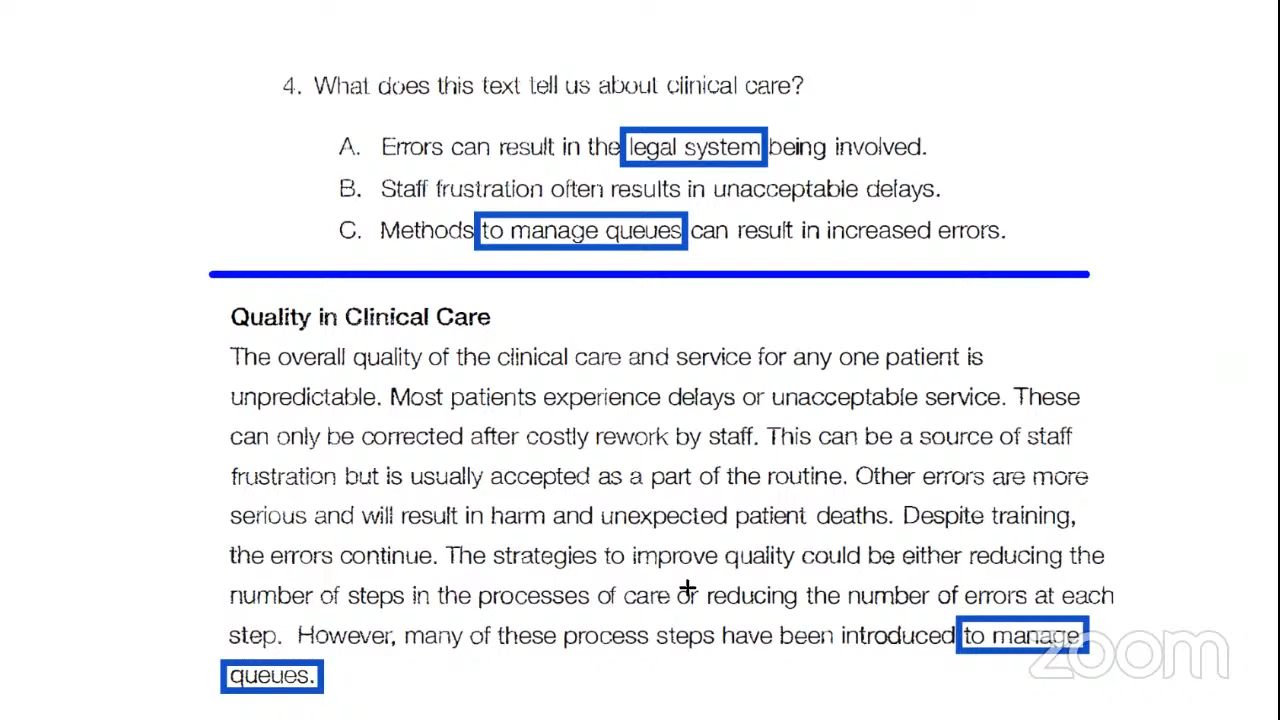 4. What does this text tell us about clinical care?
A. Errors can result in the legal system being involved.
B. Staff frustration often results in unacceptable delays.
C. Methods to manage queues can result in increased errors.
Quality in Clinical Care
The overall quality of the clinical care and service for any one patient is
unpredictable. Most patients experience delays or unacceptable service. These
can only be corrected after costly rework by staff. This can be a source of staff
frustration but is usually accepted as a part of the routine. Other errors are more
serious and will result in harm and unexpected patient deaths. Despite training,
the errors continue. The strategies to improve quality could be either reducing the
number of steps in the processes of care or reducing the number of errors at each
step. However, many of these process steps have been introduced to manage
queues.
zoom